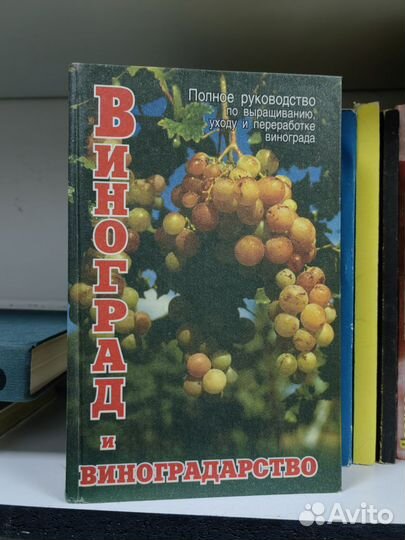 Полное руководство
по выращиванию,
уходу и переработке
винограда
ВИНОГРАД
и
ВИНОГРАДАРСТВО
Avito